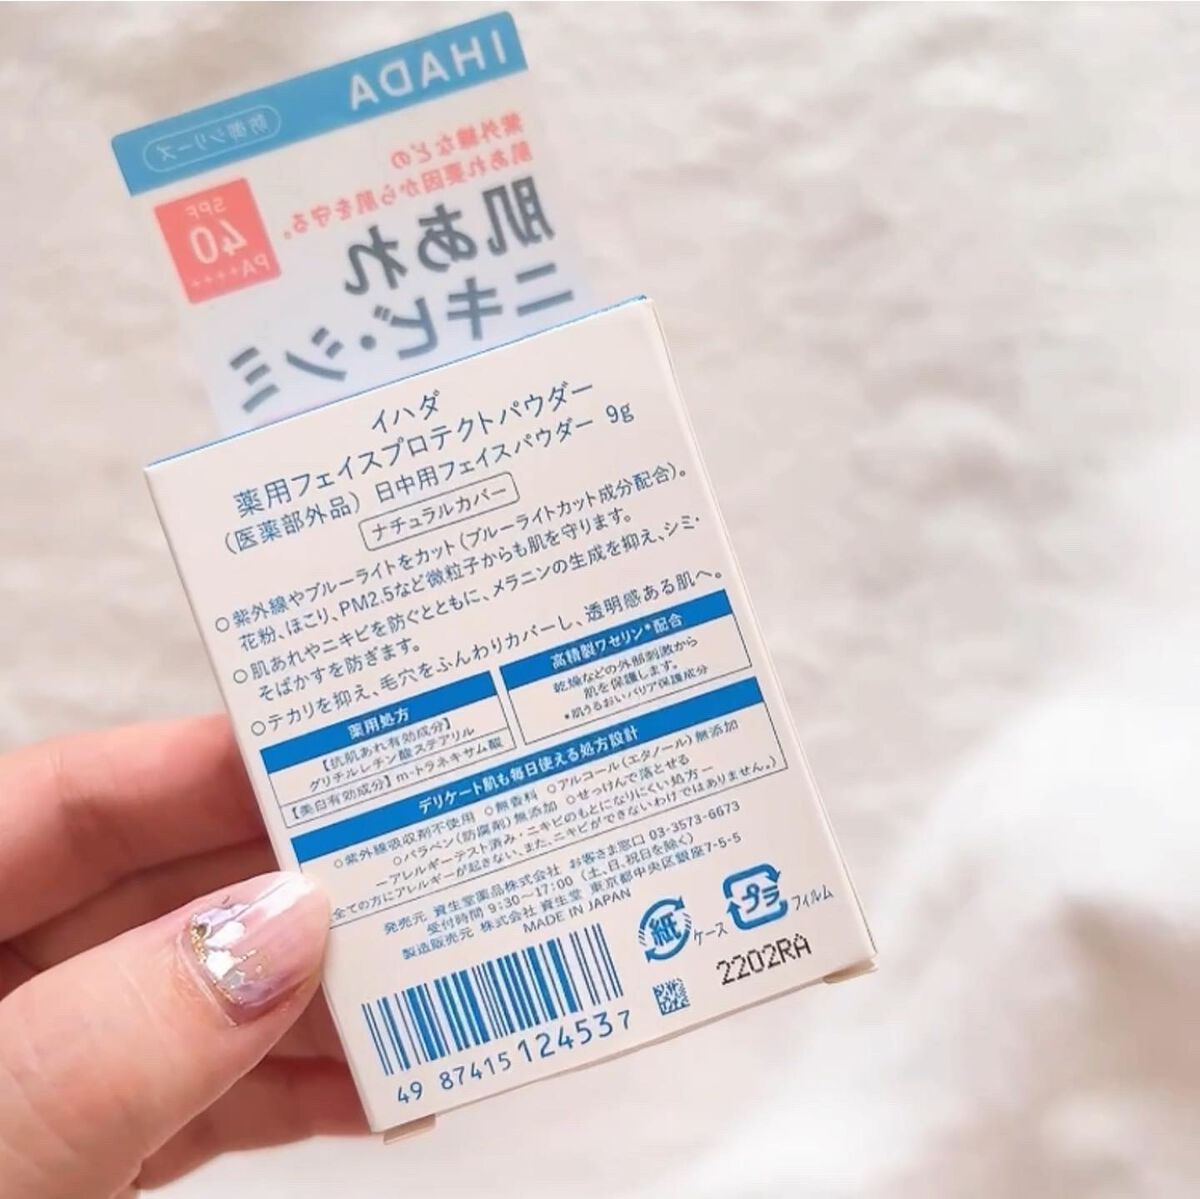 IHADA
防御シリーズ
紫外線などの
肌あれ要因から肌を守る。
SPF
40
PA++++
肌あれ
ニキビ・シミ
イハダ
薬用フェイスプロテクトパウダー
(医薬部外品) 日中用フェイスパウダー 9g
ナチュラルカバー
○紫外線やブルーライトをカット(ブルーライトカット成分配合)。
花粉、ほこり、PM2.5など微粒子からも肌を守ります。
○肌あれやニキビを防ぐとともに、メラニンの生成を抑え、シミ・
そばかすを防ぎます。
○テカリを抑え、毛穴をふんわりカバーし、透明感ある肌へ。
薬用処方
【抗肌あれ有効成分】
グリチルレチン酸ステアリル
【美白有効成分】m-トラネキサム酸
高精製ワセリン*配合
乾燥などの外部刺激から
肌を保護します。
*肌うるおいバリア保護成分
デリケート肌も毎日使える処方設計
○紫外線吸収剤不使用 ○無香料 ○アルコール(エタノール)無添加
○パラベン(防腐剤)無添加 ○せっけんで落とせる
ーアレルギーテスト済み・ニキビのもとになりにくい処方ー
全ての方にアレルギーが起きない、また、ニキビができないわけではありません。)
発売元 資生堂薬品株式会社 お客さま窓口 03-3573-6673
受付時間 9:30〜17:00 (土、日、祝日を除く)
製造販売元 株式会社 資生堂 東京都中央区銀座7-5-5
MADE IN JAPAN
紙 ケース
プラ フィルム
2202RA
49 87415 124537